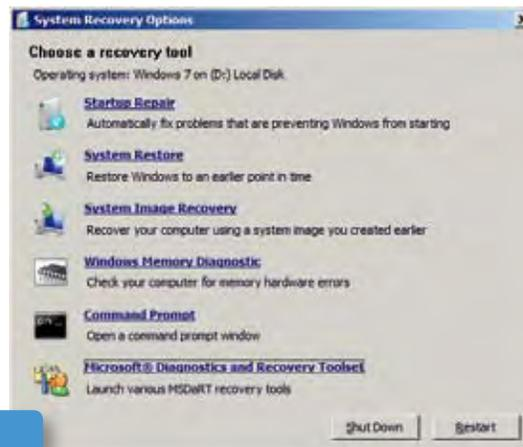 System Recovery Options
Choose a recovery tool
Operating system: Windows 7 on (D:) Local Disk
Startup Repair
Automatically fix problems that are preventing Windows from starting
System Restore
Restore Windows to an earlier point in time
System Image Recovery
Recover your computer using a system image you created earlier
Windows Memory Diagnostic
Check your computer for memory hardware errors
Command Prompt
Open a command prompt window
Microsoft® Diagnostics and Recovery Toolset
Launch various MSDaRT recovery tools
Shut Down Restart